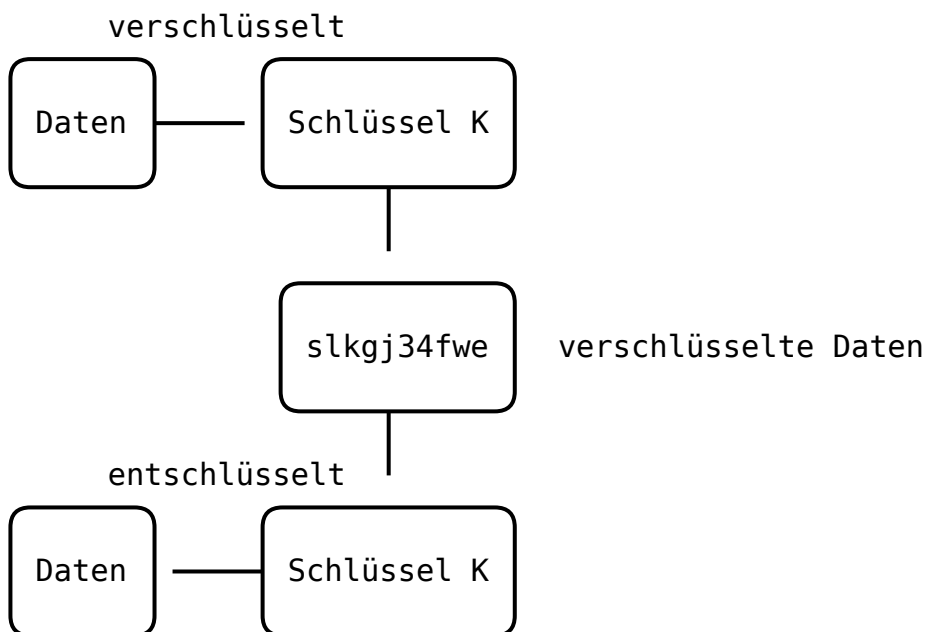 verschlüsselt
Daten
Schlüssel K
slkgj34fwe
verschlüsselte Daten
entschlüsselt
Daten
Schlüssel K